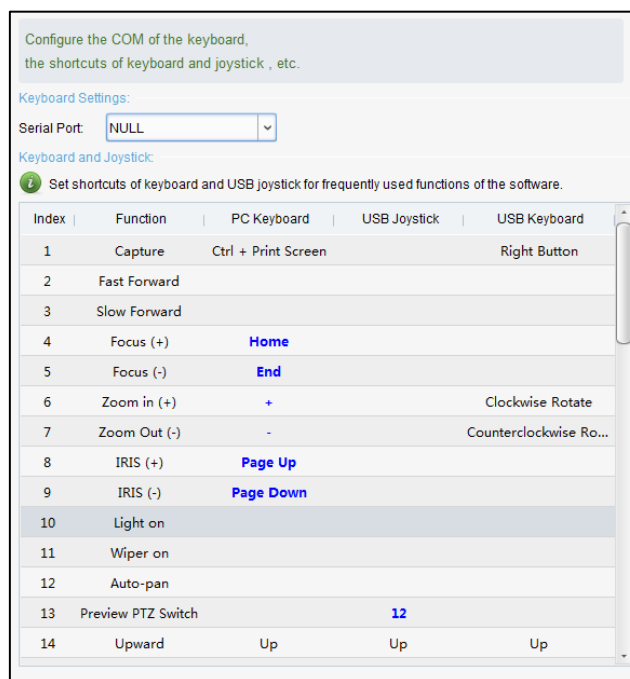 Configure the COM of the keyboard,
the shortcuts of keyboard and joystick , etc.
Keyboard Settings:
Serial Port: NULL
Keyboard and Joystick:
Set shortcuts of keyboard and USB joystick for frequently used functions of the software.
Index Function PC Keyboard USB Joystick USB Keyboard
1 Capture Ctrl + Print Screen Right Button
2 Fast Forward
3 Slow Forward
4 Focus (+) Home
5 Focus (-) End
6 Zoom in (+) + Clockwise Rotate
7 Zoom Out (-) - Counterclockwise Ro...
8 IRIS (+) Page Up
9 IRIS (-) Page Down
10 Light on
11 Wiper on
12 Auto-pan
13 Preview PTZ Switch 12
14 Upward Up Up Up